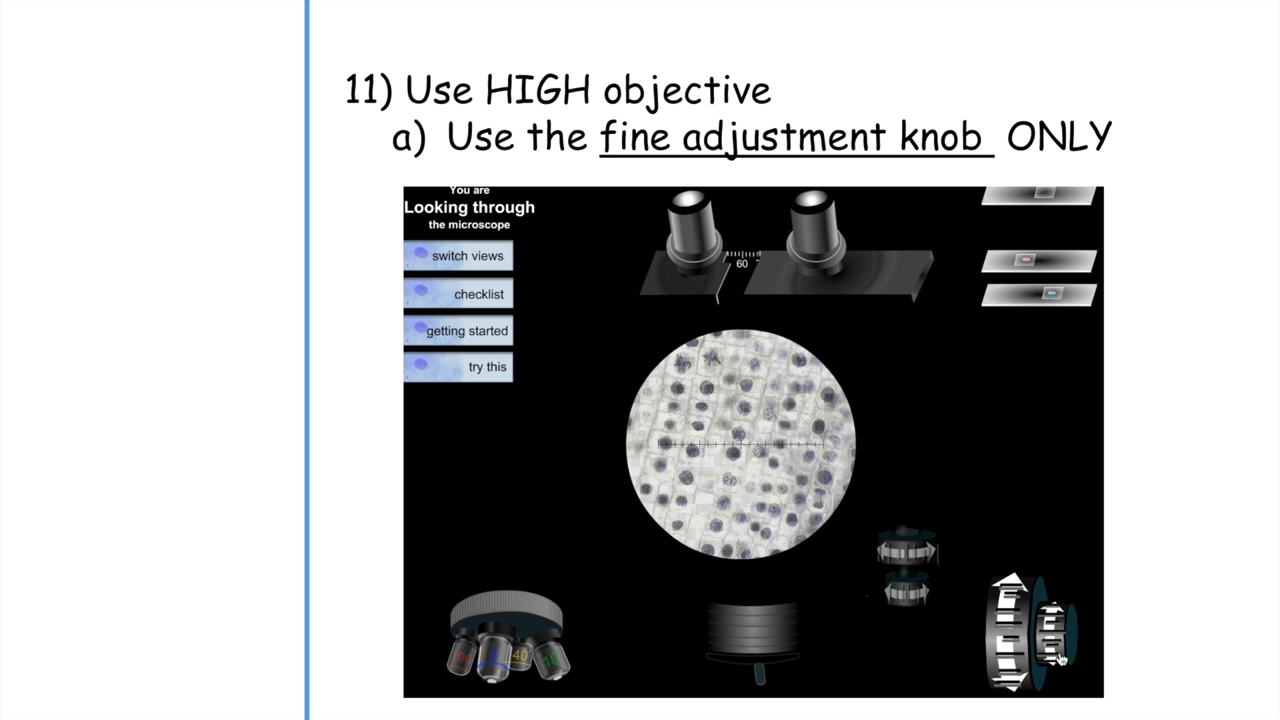 11) Use HIGH objective
a) Use the fine adjustment knob ONLY
You are
Looking through
the microscope
switch views
checklist
getting started
try this
60
40
10